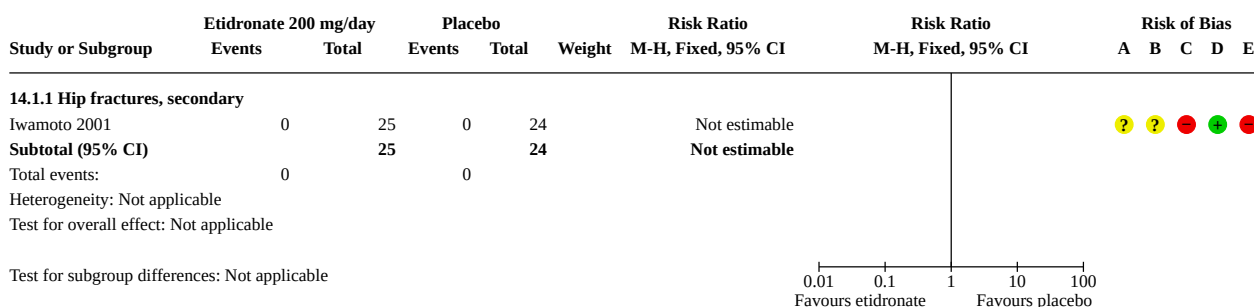 Etidronate 200 mg/day Placebo Risk Ratio Risk Ratio Risk of Bias
Study or Subgroup Events Total Events Total Weight M-H, Fixed, 95% CI M-H, Fixed, 95% CI A B C D E
14.1.1 Hip fractures, secondary
Iwamoto 2001 0 25 0 24 Not estimable ? ? − + −
Subtotal (95% CI) 25 24 Not estimable
Total events: 0 0
Heterogeneity: Not applicable
Test for overall effect: Not applicable
Test for subgroup differences: Not applicable
0.01 0.1 1 10 100
Favours etidronate Favours placebo